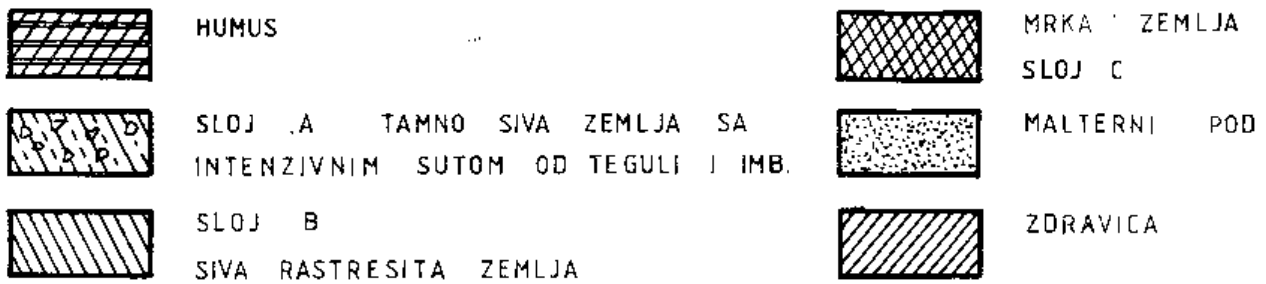 HUMUS
SLOJ A TAMNO SIVA ZEMLJA SA
INTENZIVNIM SUTOM OD TEGULI I IMB.
SLOJ B
SIVA RASTRESITA ZEMLJA
MRKA ZEMLJA
SLOJ C
MALTERNI POD
ZDRAVICA